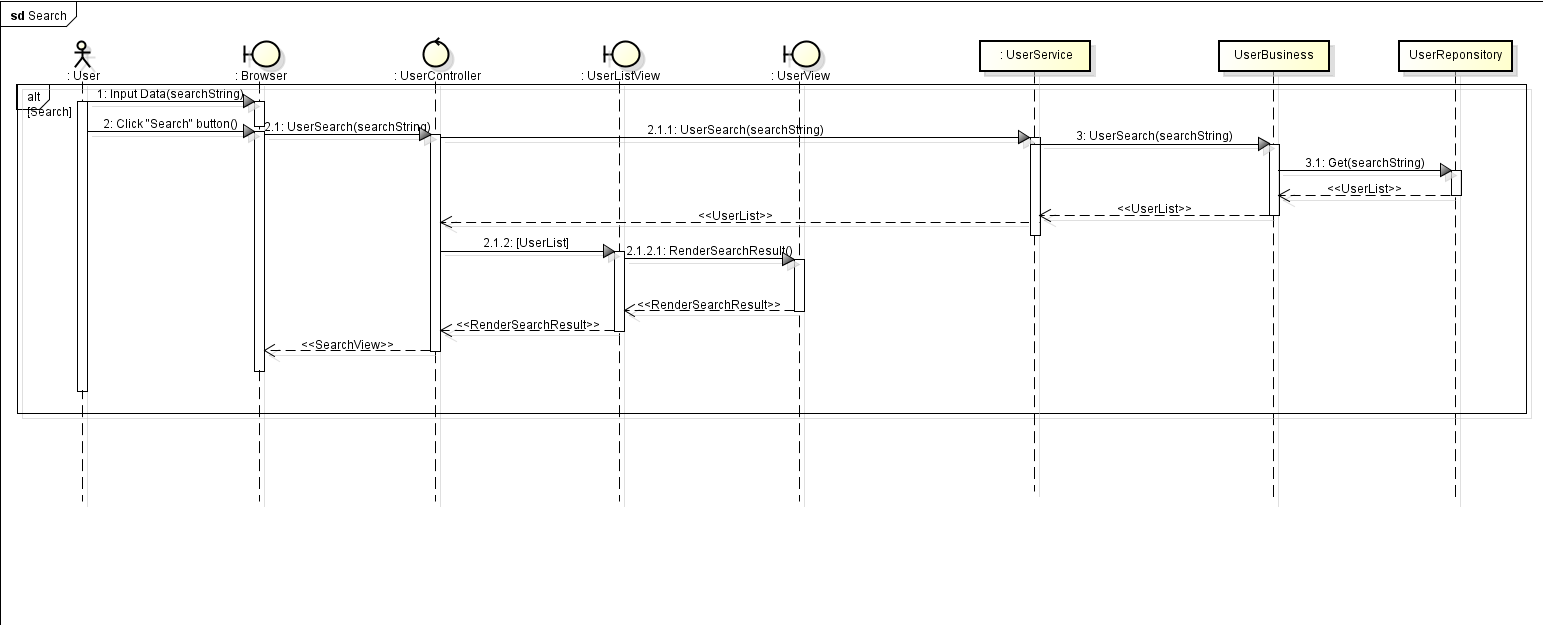 sd Search
: User
: Browser
: UserController
: UserListView
: UserView
: UserService
UserBusiness
UserReponsitory
alt
[Search]
1: Input Data(searchString)
2: Click "Search" button()
2.1: UserSearch(searchString)
2.1.1: UserSearch(searchString)
3: UserSearch(searchString)
3.1: Get(searchString)
<<UserList>>
<<UserList>>
<<UserList>>
2.1.2: [UserList]
2.1.2.1: RenderSearchResult()
<<RenderSearchResult>>
<<RenderSearchResult>>
<<SearchView>>